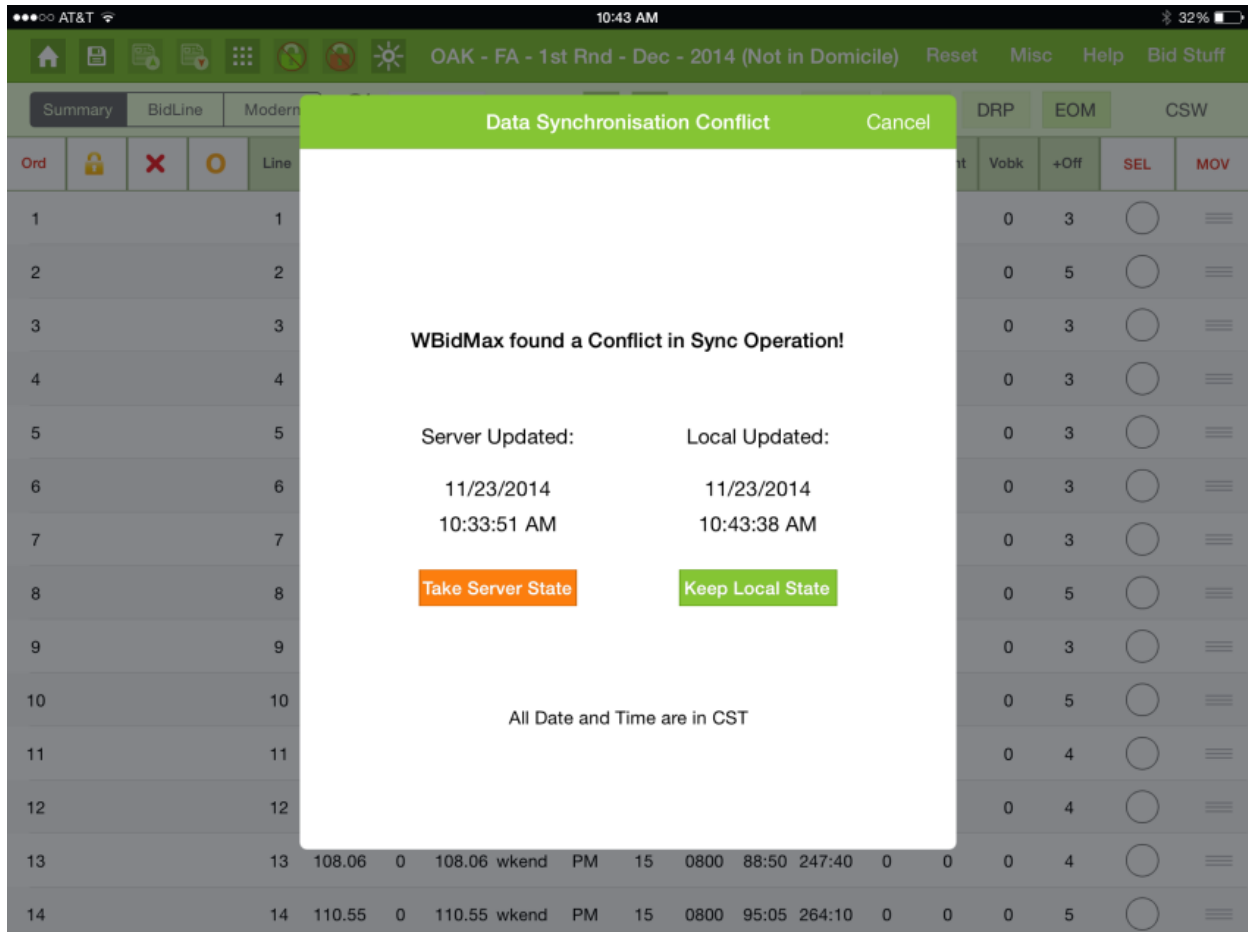 AT&T 10:43 AM 32%
OAK - FA - 1st Rnd - Dec - 2014 (Not in Domicile) Reset Misc Help Bid Stuff
Summary BidLine Modern DRP EOM CSW
Data Synchronisation Conflict Cancel
Ord Line Vobk +Off SEL MOV
1 1 0 3
2 2 0 5
3 3 0 3
WBidMax found a Conflict in Sync Operation!
4 4 0 3
5 5 0 3
Server Updated: Local Updated:
6 6 0 3
11/23/2014 11/23/2014
10:33:51 AM 10:43:38 AM
7 7 0 3
8 8 0 5
Take Server State Keep Local State
9 9 0 3
10 10 0 5
All Date and Time are in CST
11 11 0 4
12 12 0 4
13 13 108.06 0 108.06 wkend PM 15 0800 88:50 247:40 0 0 0 4
14 14 110.55 0 110.55 wkend PM 15 0800 95:05 264:10 0 0 0 5